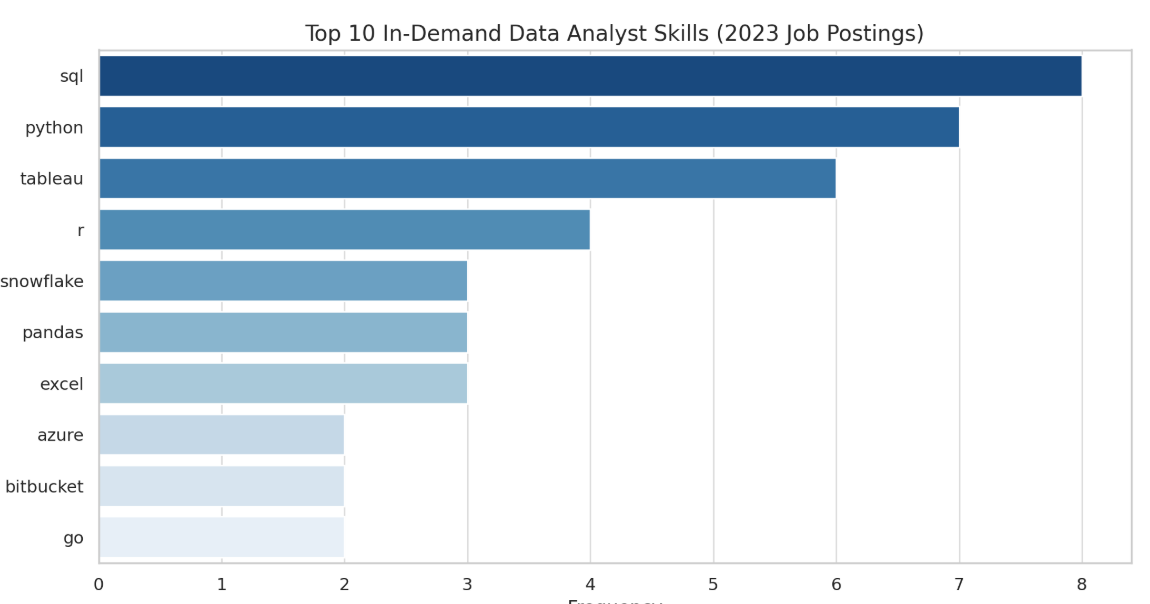 Top 10 In-Demand Data Analyst Skills (2023 Job Postings)
sql
python
tableau
r
snowflake
pandas
excel
azure
bitbucket
go
0 1 2 3 4 5 6 7 8
Frequency